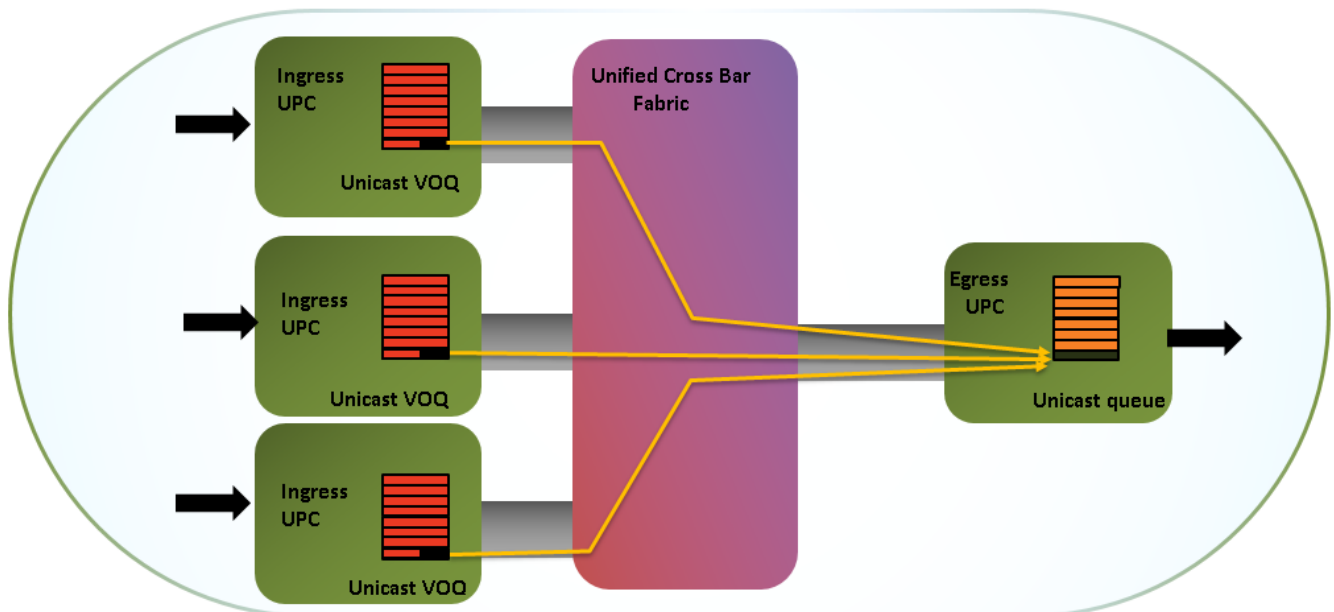 Ingress
UPC
Unicast VOQ
Unified Cross Bar
Fabric
Ingress
UPC
Unicast VOQ
Egress
UPC
Unicast queue
Ingress
UPC
Unicast VOQ